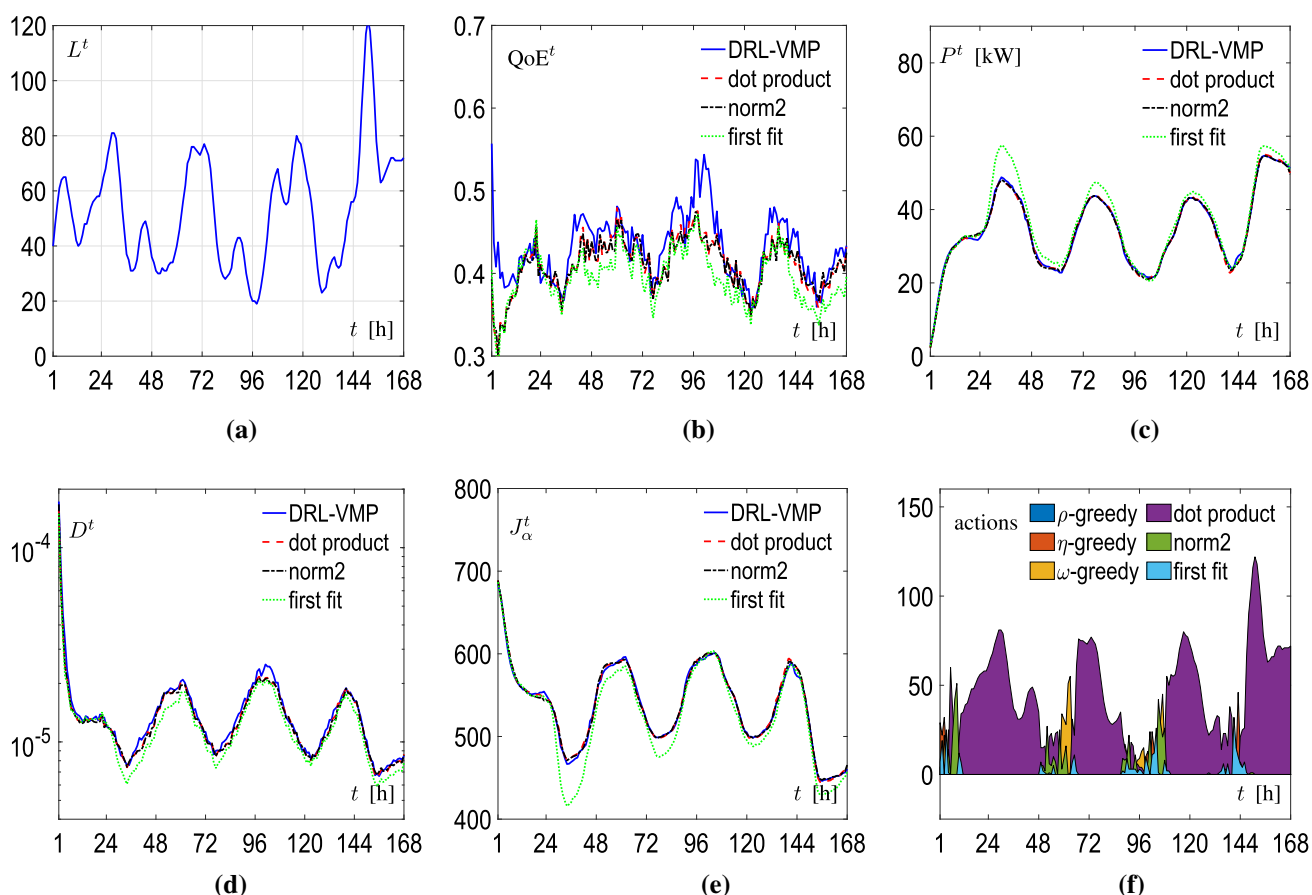 L^t
120
100
80
60
40
20
0
1 24 48 72 96 120 144 168
t [h]
(a)
QoE^t
0.7
0.6
0.5
0.4
0.3
DRL-VMP
dot product
norm2
first fit
t [h]
1 24 48 72 96 120 144 168
(b)
P^t [kW]
80
60
40
20
0
DRL-VMP
dot product
norm2
first fit
t [h]
1 24 48 72 96 120 144 168
(c)
D^t
10^-4
10^-5
DRL-VMP
dot product
norm2
first fit
t [h]
1 24 48 72 96 120 144 168
(d)
J_α^t
800
700
600
500
400
DRL-VMP
dot product
norm2
first fit
t [h]
1 24 48 72 96 120 144 168
(e)
actions
150
100
50
0
ρ-greedy
η-greedy
ω-greedy
dot product
norm2
first fit
t [h]
1 24 48 72 96 120 144 168
(f)